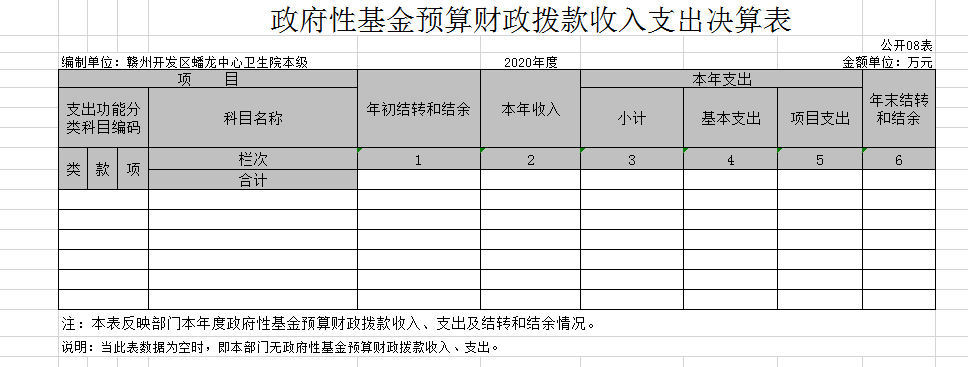 政府性基金预算财政拨款收入支出决算表
公开08表
编制单位：赣州开发区蟠龙中心卫生院本级 2020年度 金额单位：万元
项 目 年初结转和结余 本年收入 本年支出 年末结转和结余
支出功能分类科目编码 科目名称 小计 基本支出 项目支出
类 款 项 栏次 1 2 3 4 5 6
合计
注：本表反映部门本年度政府性基金预算财政拨款收入、支出及结转和结余情况。
说明：当此表数据为空时，即本部门无政府性基金预算财政拨款收入、支出。